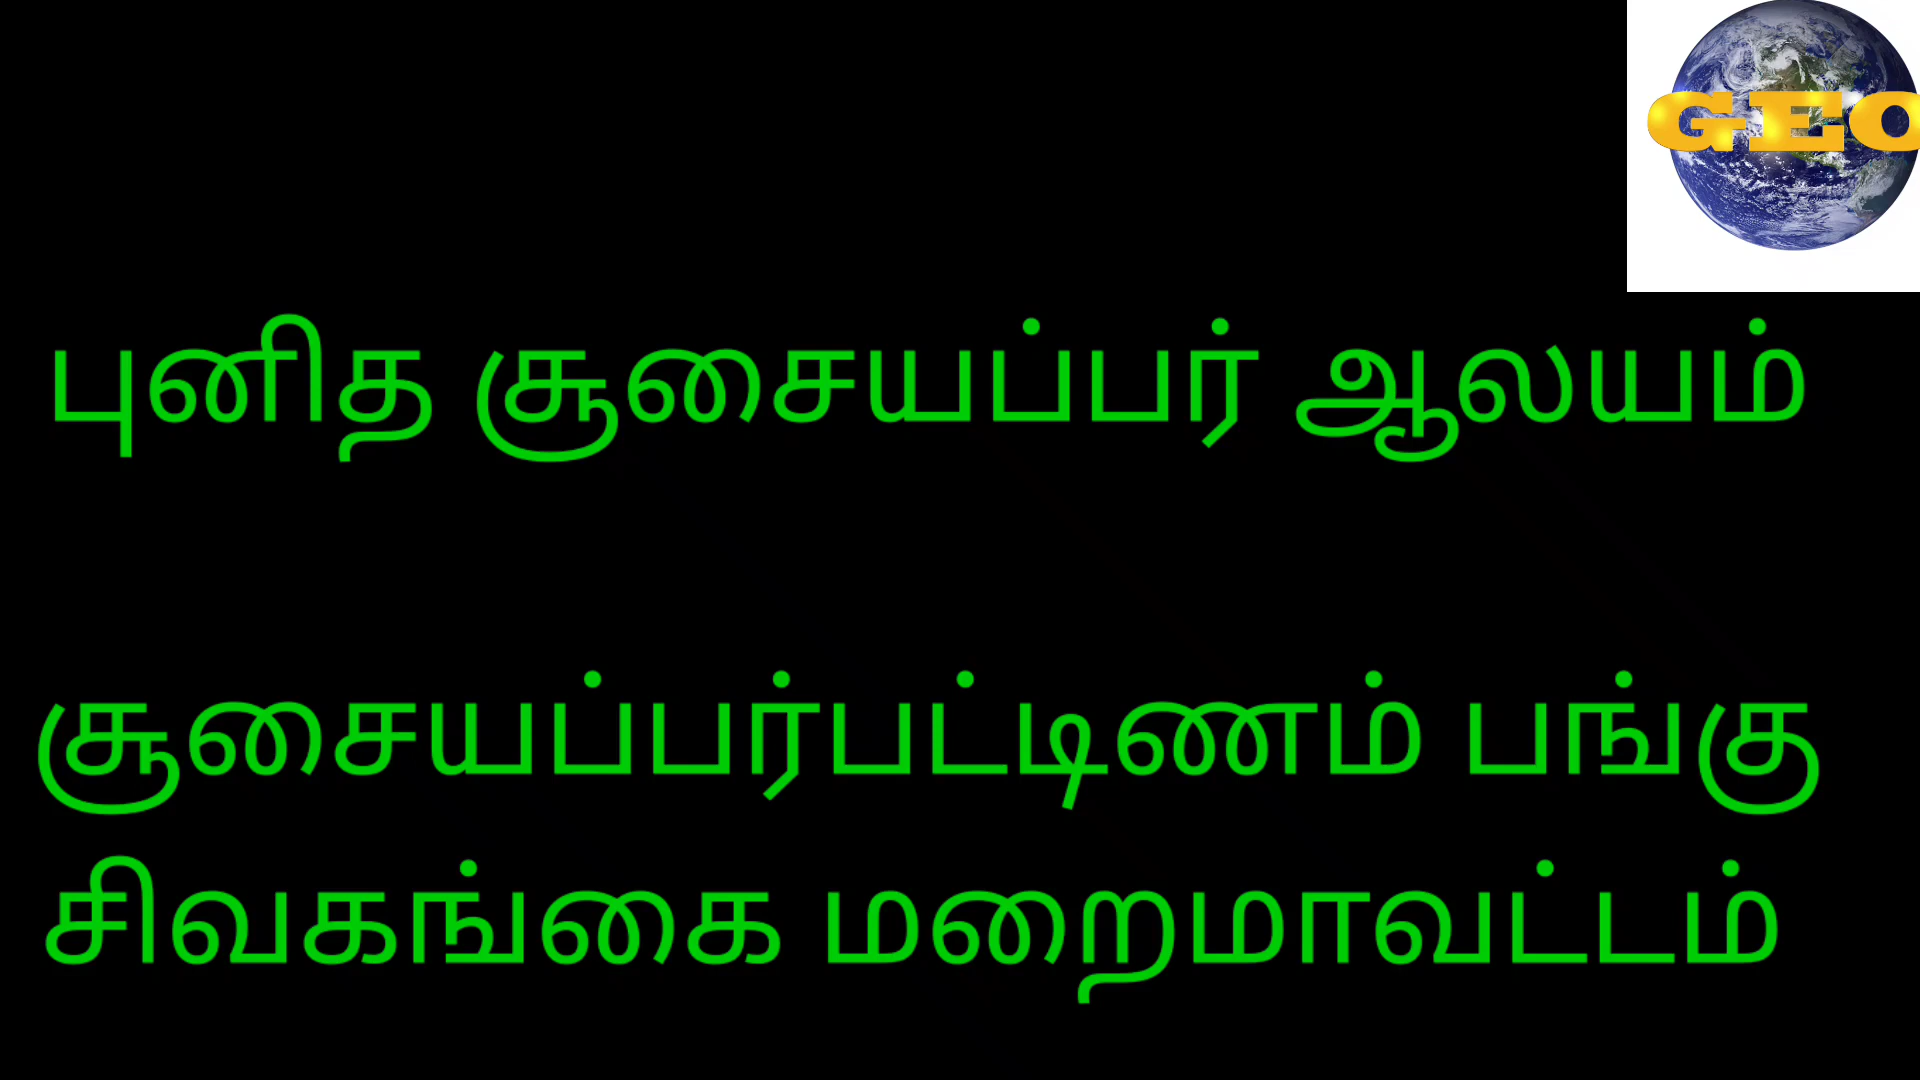 GEO
புனித சூசையப்பர் ஆலயம்
சூசையப்பர்பட்டிணம் பங்கு
சிவகங்கை மறைமாவட்டம்